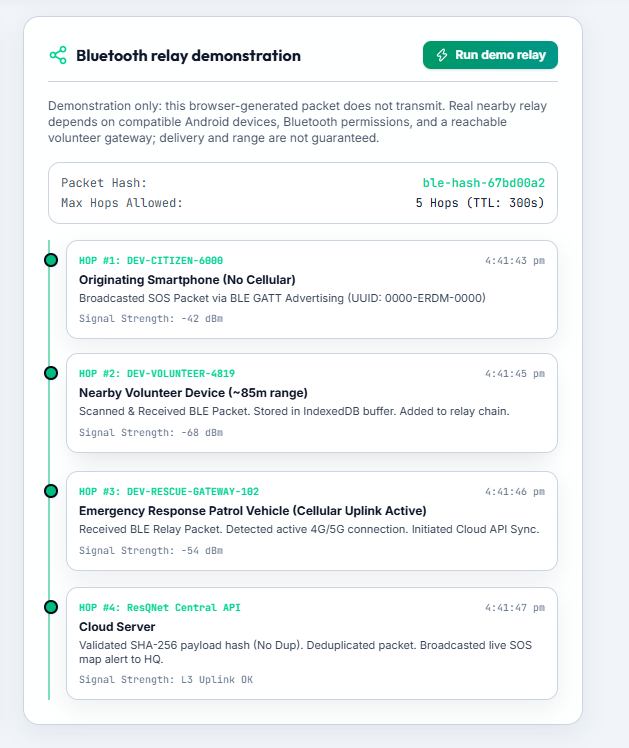 Bluetooth relay demonstration
Run demo relay
Demonstration only: this browser-generated packet does not transmit. Real nearby relay
depends on compatible Android devices, Bluetooth permissions, and a reachable
volunteer gateway; delivery and range are not guaranteed.
Packet Hash: ble-hash-67bd00a2
Max Hops Allowed: 5 Hops (TTL: 300s)
HOP #1: DEV-CITIZEN-6000 4:41:43 pm
Originating Smartphone (No Cellular)
Broadcasted SOS Packet via BLE GATT Advertising (UUID: 0000-ERDM-0000)
Signal Strength: -42 dBm
HOP #2: DEV-VOLUNTEER-4819 4:41:45 pm
Nearby Volunteer Device (~85m range)
Scanned & Received BLE Packet. Stored in IndexedDB buffer. Added to relay chain.
Signal Strength: -68 dBm
HOP #3: DEV-RESCUE-GATEWAY-102 4:41:46 pm
Emergency Response Patrol Vehicle (Cellular Uplink Active)
Received BLE Relay Packet. Detected active 4G/5G connection. Initiated Cloud API Sync.
Signal Strength: -54 dBm
HOP #4: ResQNet Central API 4:41:47 pm
Cloud Server
Validated SHA-256 payload hash (No Dup). Deduplicated packet. Broadcasted live SOS
map alert to HQ.
Signal Strength: L3 Uplink OK